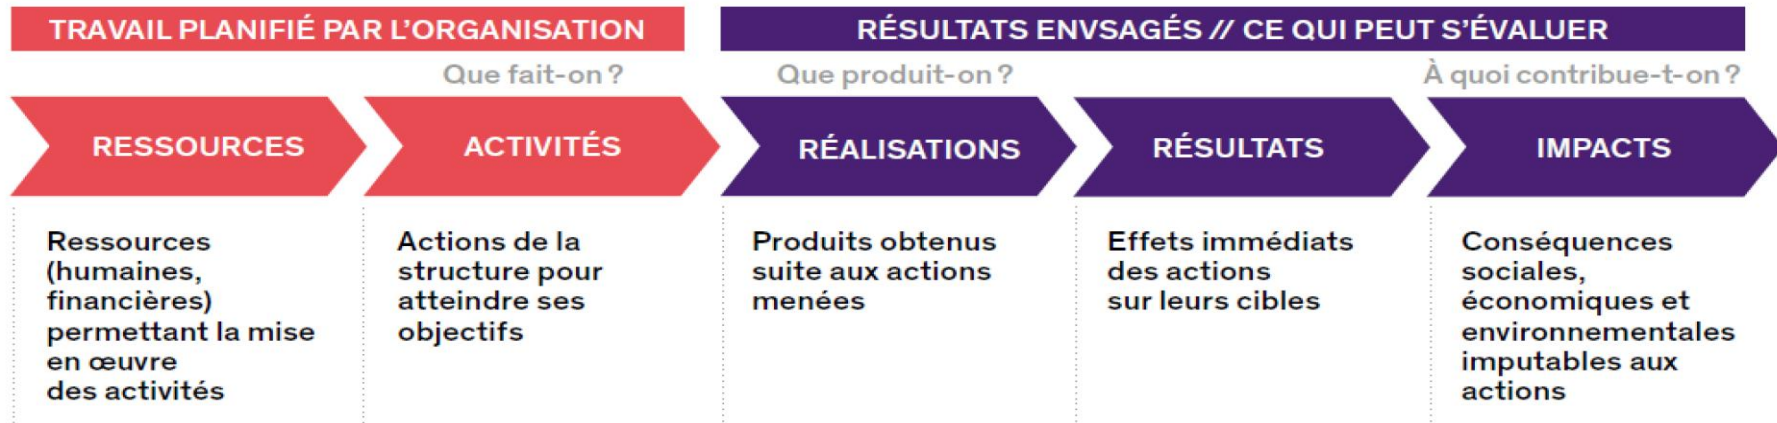 TRAVAIL PLANIFIÉ PAR L'ORGANISATION
RÉSULTATS ENVSAGÉS // CE QUI PEUT S'ÉVALUER
Que fait-on ?
Que produit-on ?
À quoi contribue-t-on ?
RESSOURCES
ACTIVITÉS
RÉALISATIONS
RÉSULTATS
IMPACTS
Ressources
(humaines,
financières)
permettant la mise
en œuvre
des activités
Actions de la
structure pour
atteindre ses
objectifs
Produits obtenus
suite aux actions
menées
Effets immédiats
des actions
sur leurs cibles
Conséquences
sociales,
économiques et
environnementales
imputables aux
actions